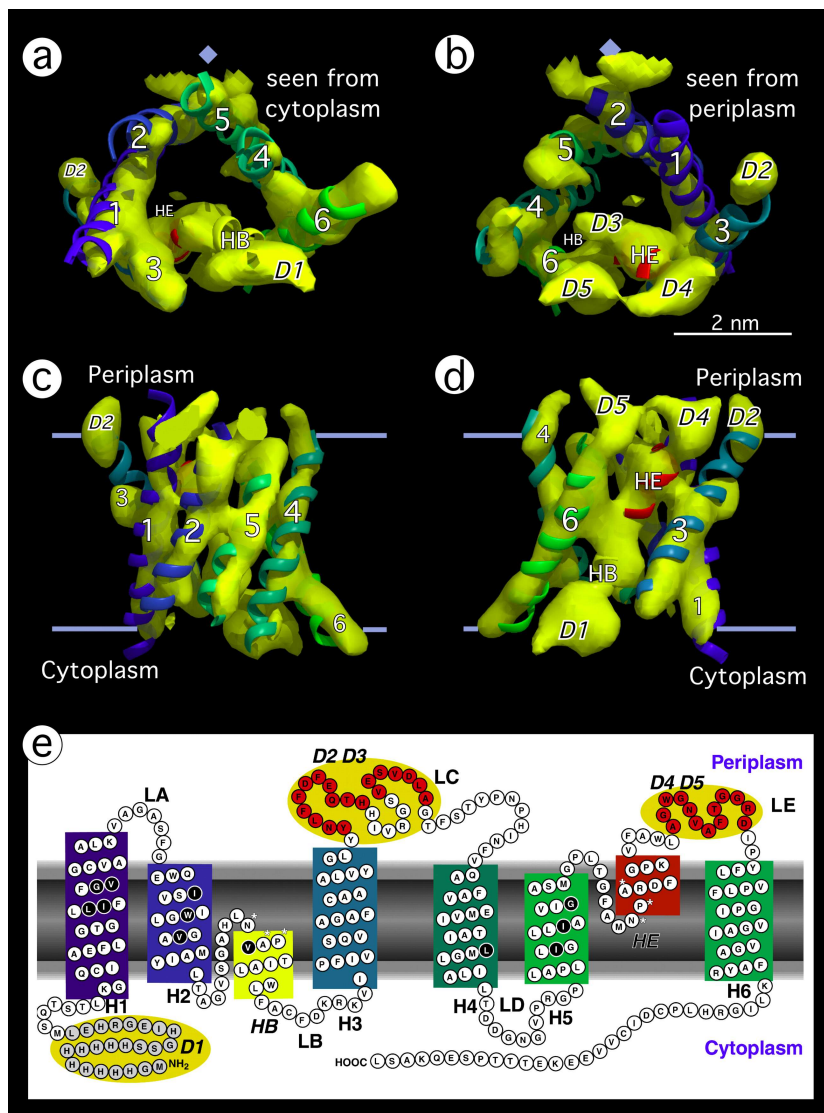 a
seen from
cytoplasm
5
2
4
D2
1
HE
6
HB
3
D1
b
seen from
periplasm
2
5
1
D2
4
D3
3
HB
HE
6
D5
D4
2 nm
c
Periplasm
D2
3
1
2
5
4
6
Cytoplasm
d
Periplasm
D5
D4
D2
4
HE
6
3
HB
D1
1
Cytoplasm
e
D2 D3
LC
LA
Periplasm
D4 D5
LE
H1
H2
HB
LB
H3
H4
LD
H5
HE
H6
D1
NH2
HOOC
Cytoplasm
A L K
G C V A
F G V
L L I F
G T G
A E F L
Q C I
K G
V A G A S F G
E W Q
V S I
L G W I
A V G
Y A I M
L T A G V S G A H L N
V A P
L A I T
L W
F A C F D K R K V
G L
A L V Y
C A A
A G A F
S Q V
V I F P
I
A Q
V A F
I V M E
T A I
L G M L
A L I
L T D D G N G V P R G P
A S M
V I G
L I A
I G L
L A P L
G P L T G F A M N
P
A R D F
G P K
V F A W L
L F Y
F L P V
I P G
V A G I
A G V
R Y A F
K L I G R H L P C D I C V V E E K E T T T P S E Q K A S L
T S T Q S M L E H R G E I H
H H H H H S S G
H H H H H G M